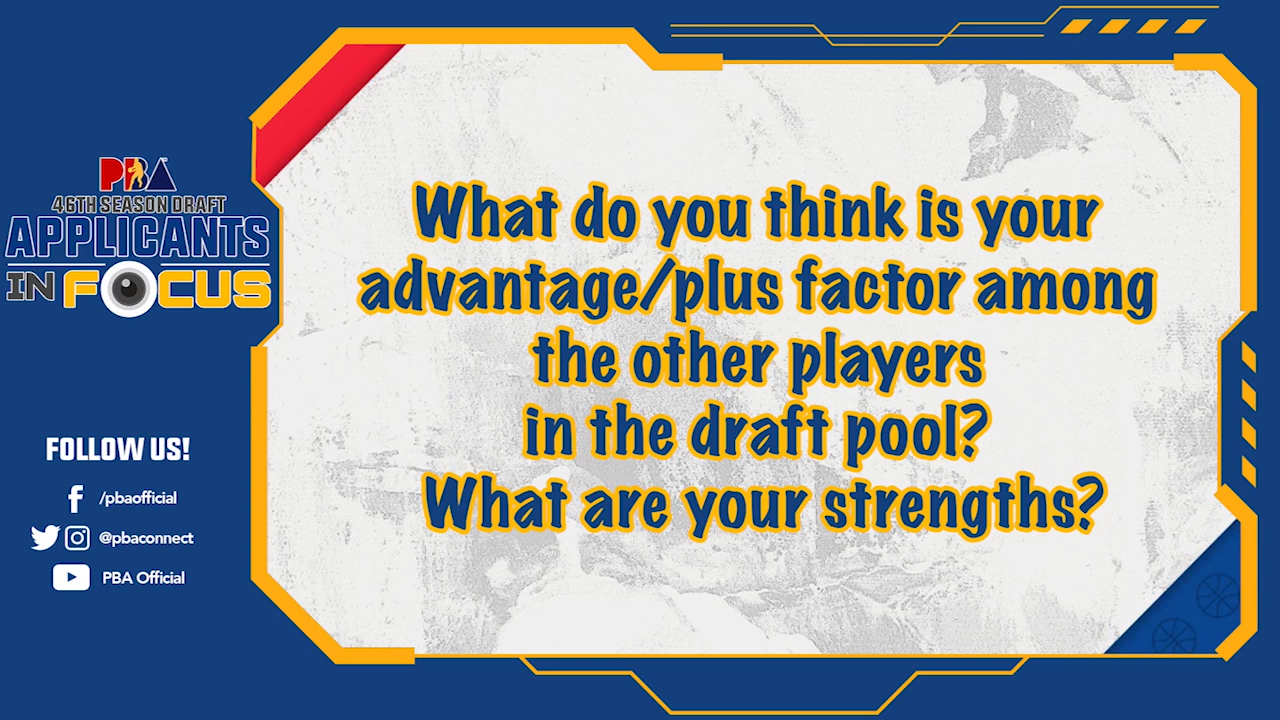 PBA
46TH SEASON DRAFT
APPLICANTS
IN FOCUS
FOLLOW US!
/pbaofficial
@pbaconnect
PBA Official
What do you think is your
advantage/plus factor among
the other players
in the draft pool?
What are your strengths?